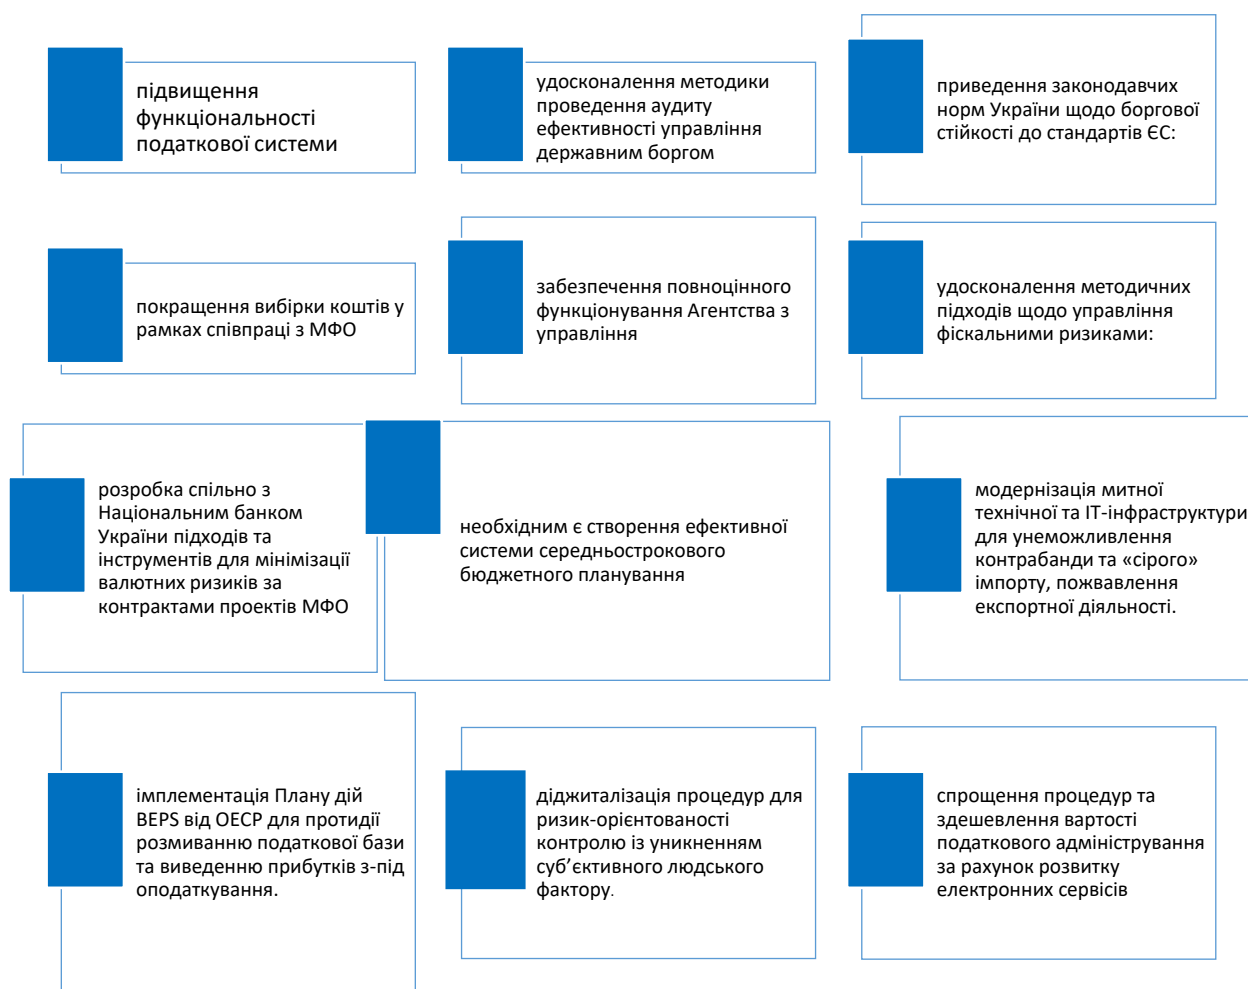 підвищення
функціональності
податкової системи
удосконалення методики
проведення аудиту
ефективності управління
державним боргом
приведення законодавчих
норм України щодо боргової
стійкості до стандартів ЄС:
покращення вибірки коштів у
рамках співпраці з МФО
забезпечення повноцінного
функціонування Агентства з
управління
удосконалення методичних
підходів щодо управління
фіскальними ризиками:
розробка спільно з
Національним банком
України підходів та
інструментів для мінімізації
валютних ризиків за
контрактами проектів МФО
необхідним є створення ефективної
системи середньострокового
бюджетного планування
модернізація митної
технічної та ІТ-інфраструктури
для унеможливлення
контрабанди та «сірого»
імпорту, пожвавлення
експортної діяльності.
імплементація Плану дій
BEPS від ОЕСР для протидії
розмиванню податкової бази
та виведенню прибутків з-під
оподаткування.
діджиталізація процедур для
ризик-орієнтованості
контролю із уникненням
суб’єктивного людського
фактору.
спрощення процедур та
здешевлення вартості
податкового адміністрування
за рахунок розвитку
електронних сервісів